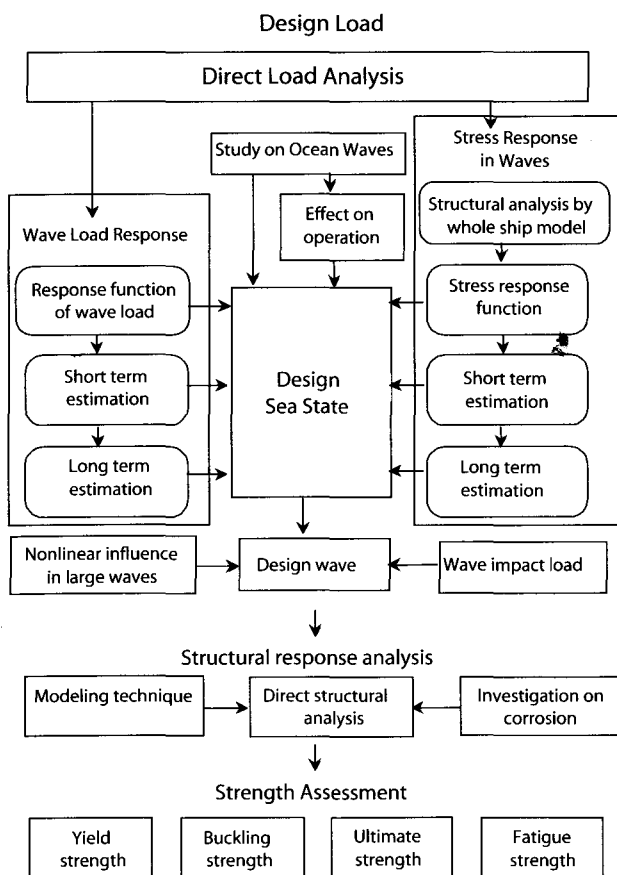 Design Load
Direct Load Analysis
Study on Ocean Waves
Effect on
operation
Wave Load Response
Response function
of wave load
Short term
estimation
Long term
estimation
Design
Sea State
Stress Response
in Waves
Structural analysis by
whole ship model
Stress response
function
Short term
estimation
Long term
estimation
Nonlinear influence
in large waves
Design wave
Wave impact load
Structural response analysis
Modeling technique
Direct structural
analysis
Investigation on
corrosion
Strength Assessment
Yield
strength
Buckling
strength
Ultimate
strength
Fatigue
strength